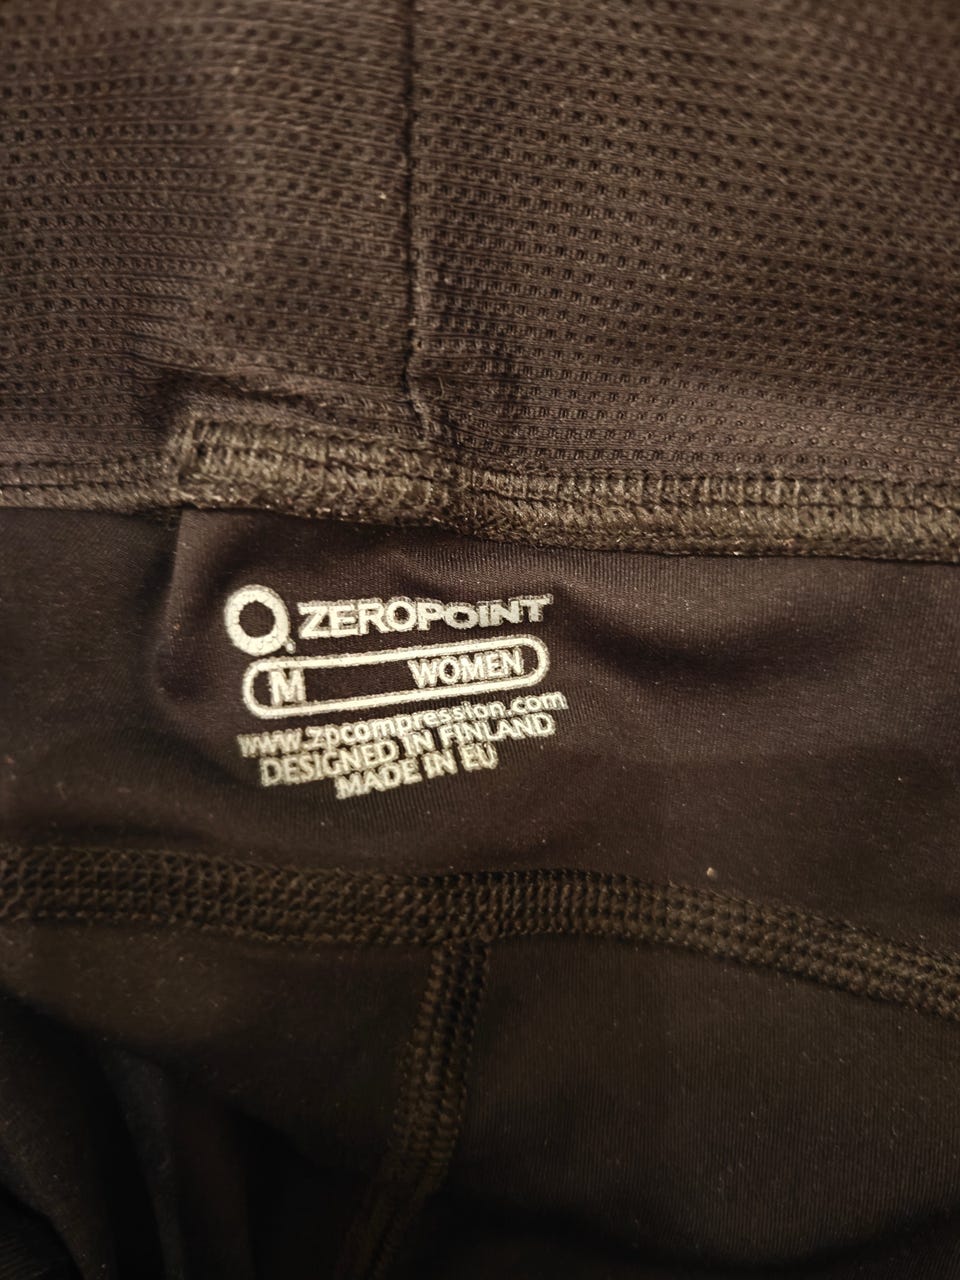 ZEROPOINT
M WOMEN
www.zpcompression.com
DESIGNED IN FINLAND
MADE IN EU